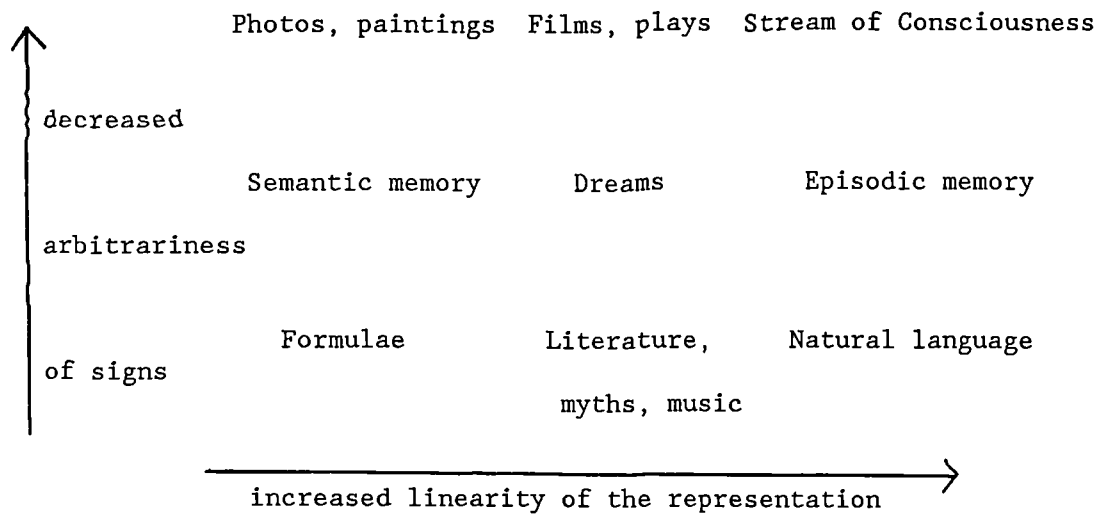 Photos, paintings Films, plays Stream of Consciousness
decreased
Semantic memory Dreams Episodic memory
arbitrariness
Formulae Literature, Natural language
of signs
myths, music
increased linearity of the representation